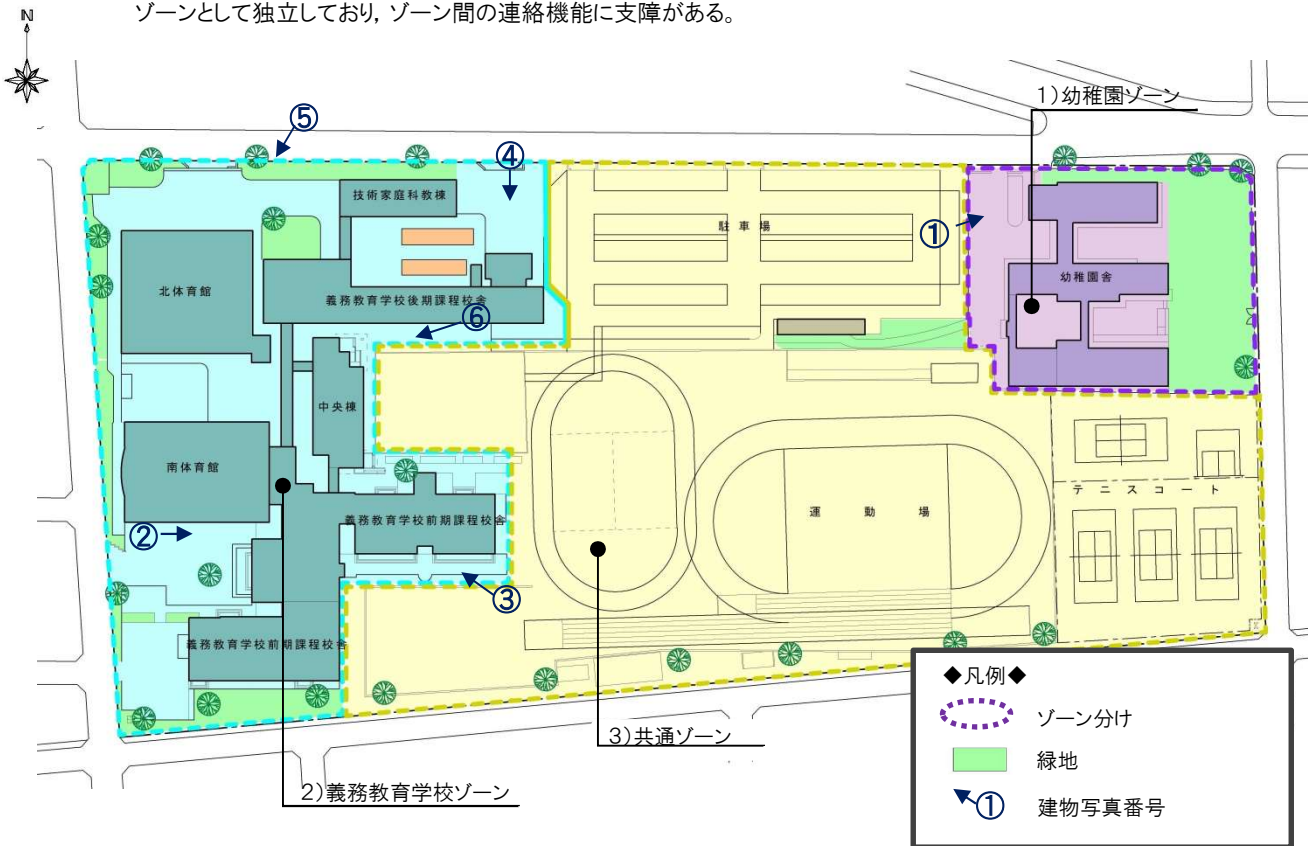 ゾーンとして独立しており，ゾーン間の連絡機能に支障がある。
N
1）幼稚園ゾーン
⑤
④
技術家庭科教棟
駐車場
①
幼稚園舎
北体育館
義務教育学校後期課程校舎
⑥
中央棟
南体育館
テニスコート
義務教育学校前期課程校舎
運動場
②
③
義務教育学校前期課程校舎
◆凡例◆
ゾーン分け
3）共通ゾーン
緑地
2）義務教育学校ゾーン
①
建物写真番号